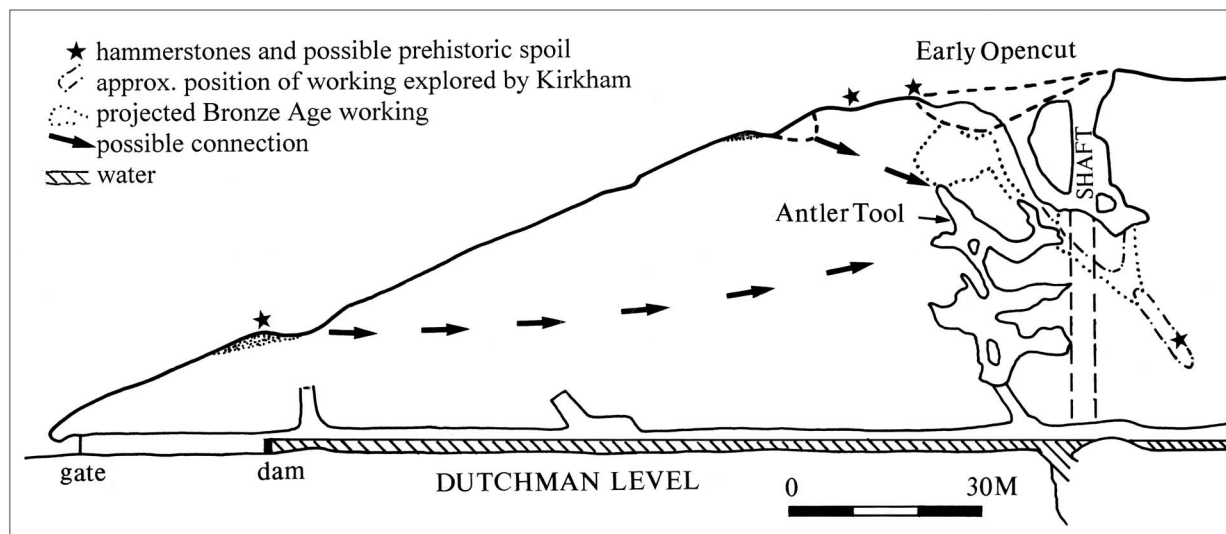 hammerstones and possible prehistoric spoil
approx. position of working explored by Kirkham
projected Bronze Age working
possible connection
water
Early Opencut
SHAFT
Antler Tool
gate
dam
DUTCHMAN LEVEL
0 30M